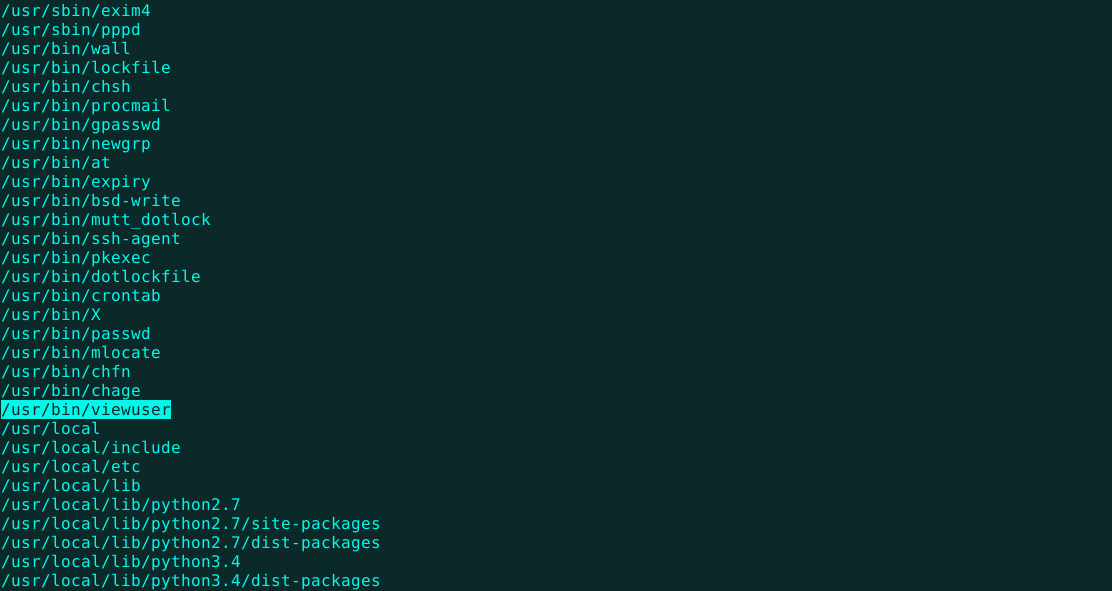 /usr/sbin/exim4
/usr/sbin/pppd
/usr/bin/wall
/usr/bin/lockfile
/usr/bin/chsh
/usr/bin/procmail
/usr/bin/gpasswd
/usr/bin/newgrp
/usr/bin/at
/usr/bin/expiry
/usr/bin/bsd-write
/usr/bin/mutt_dotlock
/usr/bin/ssh-agent
/usr/bin/pkexec
/usr/bin/dotlockfile
/usr/bin/crontab
/usr/bin/X
/usr/bin/passwd
/usr/bin/mlocate
/usr/bin/chfn
/usr/bin/chage
/usr/bin/viewuser
/usr/local
/usr/local/include
/usr/local/etc
/usr/local/lib
/usr/local/lib/python2.7
/usr/local/lib/python2.7/site-packages
/usr/local/lib/python2.7/dist-packages
/usr/local/lib/python3.4
/usr/local/lib/python3.4/dist-packages